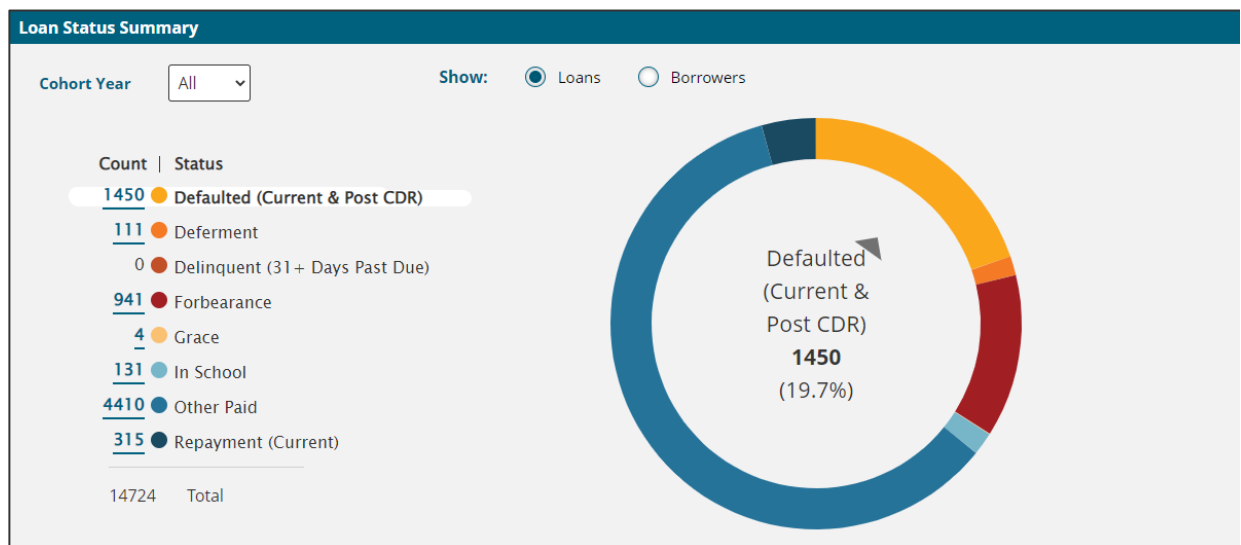 Loan Status Summary
Cohort Year All Show: Loans Borrowers
Count | Status
1450 Defaulted (Current & Post CDR)
111 Deferment
0 Delinquent (31+ Days Past Due)
941 Forbearance
4 Grace
131 In School
4410 Other Paid
315 Repayment (Current)
14724 Total
Defaulted
(Current &
Post CDR)
1450
(19.7%)